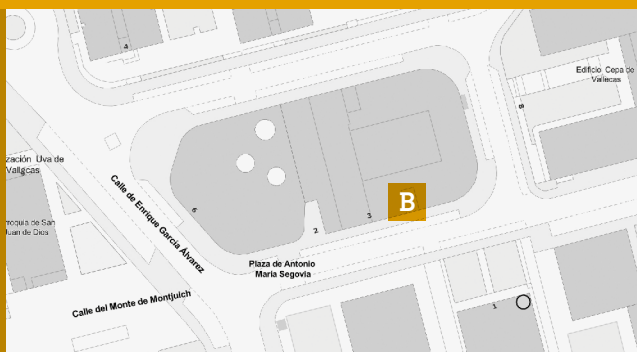 4
Edificio Cepa de
Vallecas
8
zación Uva de
Vallecas
Calle de Enrique García Álvarez
6
B
3
2
rroquia de San
Juan de Dios
Plaza de Antonio
María Segovia
Calle del Monte de Montjuich
1